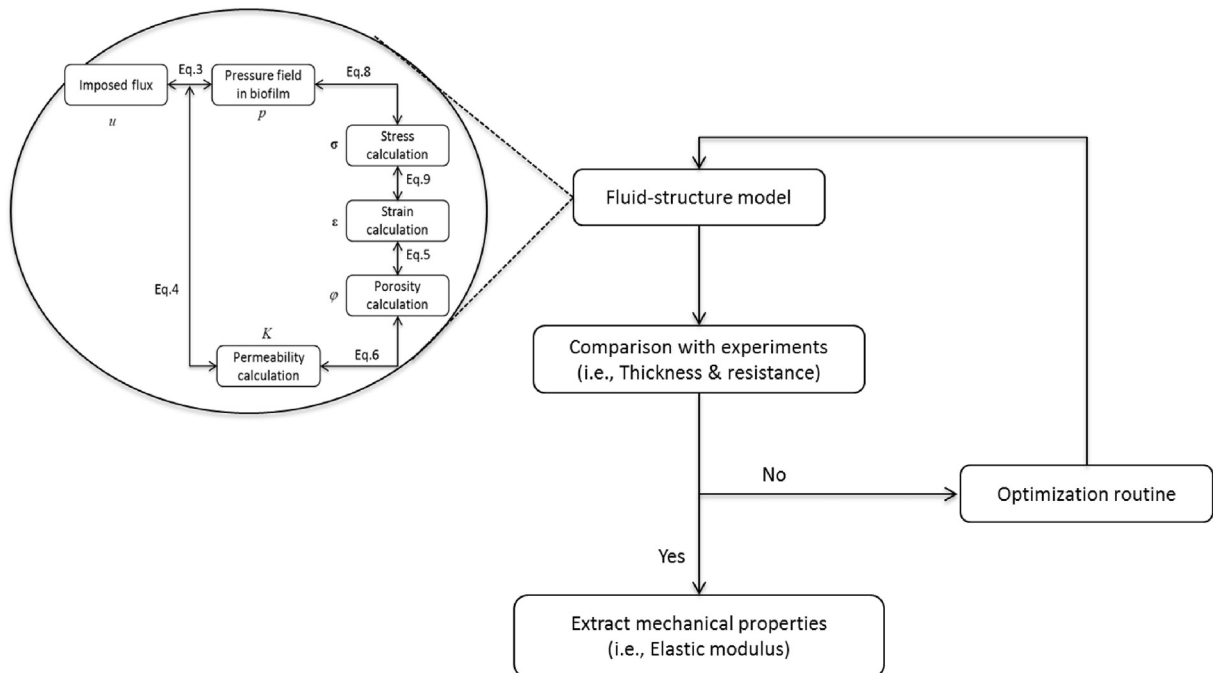 Imposed flux
u
Eq.3
Pressure field
in biofilm
p
Eq.8
σ
Stress
calculation
Eq.9
ε
Strain
calculation
Eq.5
φ
Porosity
calculation
Eq.4
K
Permeability
calculation
Eq.6
Fluid-structure model
Comparison with experiments
(i.e., Thickness & resistance)
No
Optimization routine
Yes
Extract mechanical properties
(i.e., Elastic modulus)